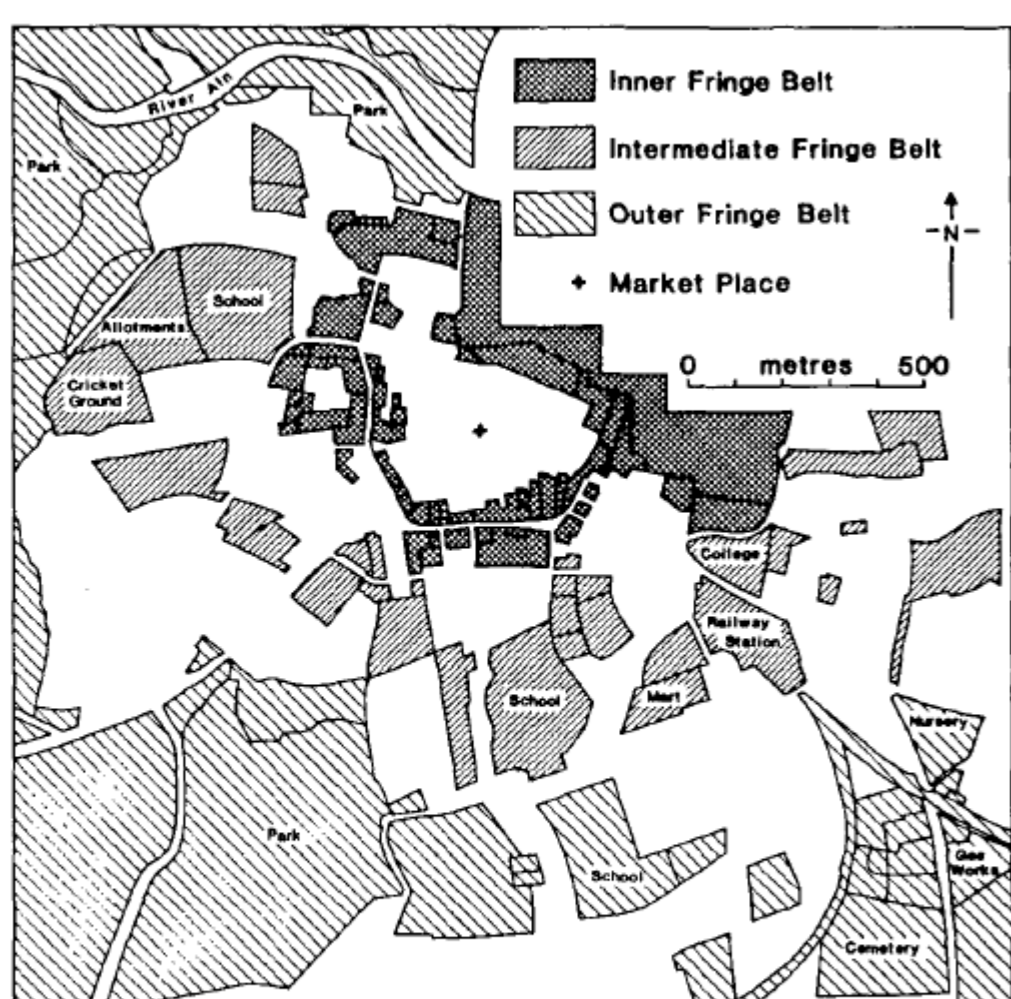 River Aln
Park
Park
Inner Fringe Belt
Intermediate Fringe Belt
Outer Fringe Belt
N
Market Place
0 metres 500
School
Allotments
Cricket
Ground
College
Railway
Station
School
Mart
Nursery
Park
School
Gas
Works
Cemetery